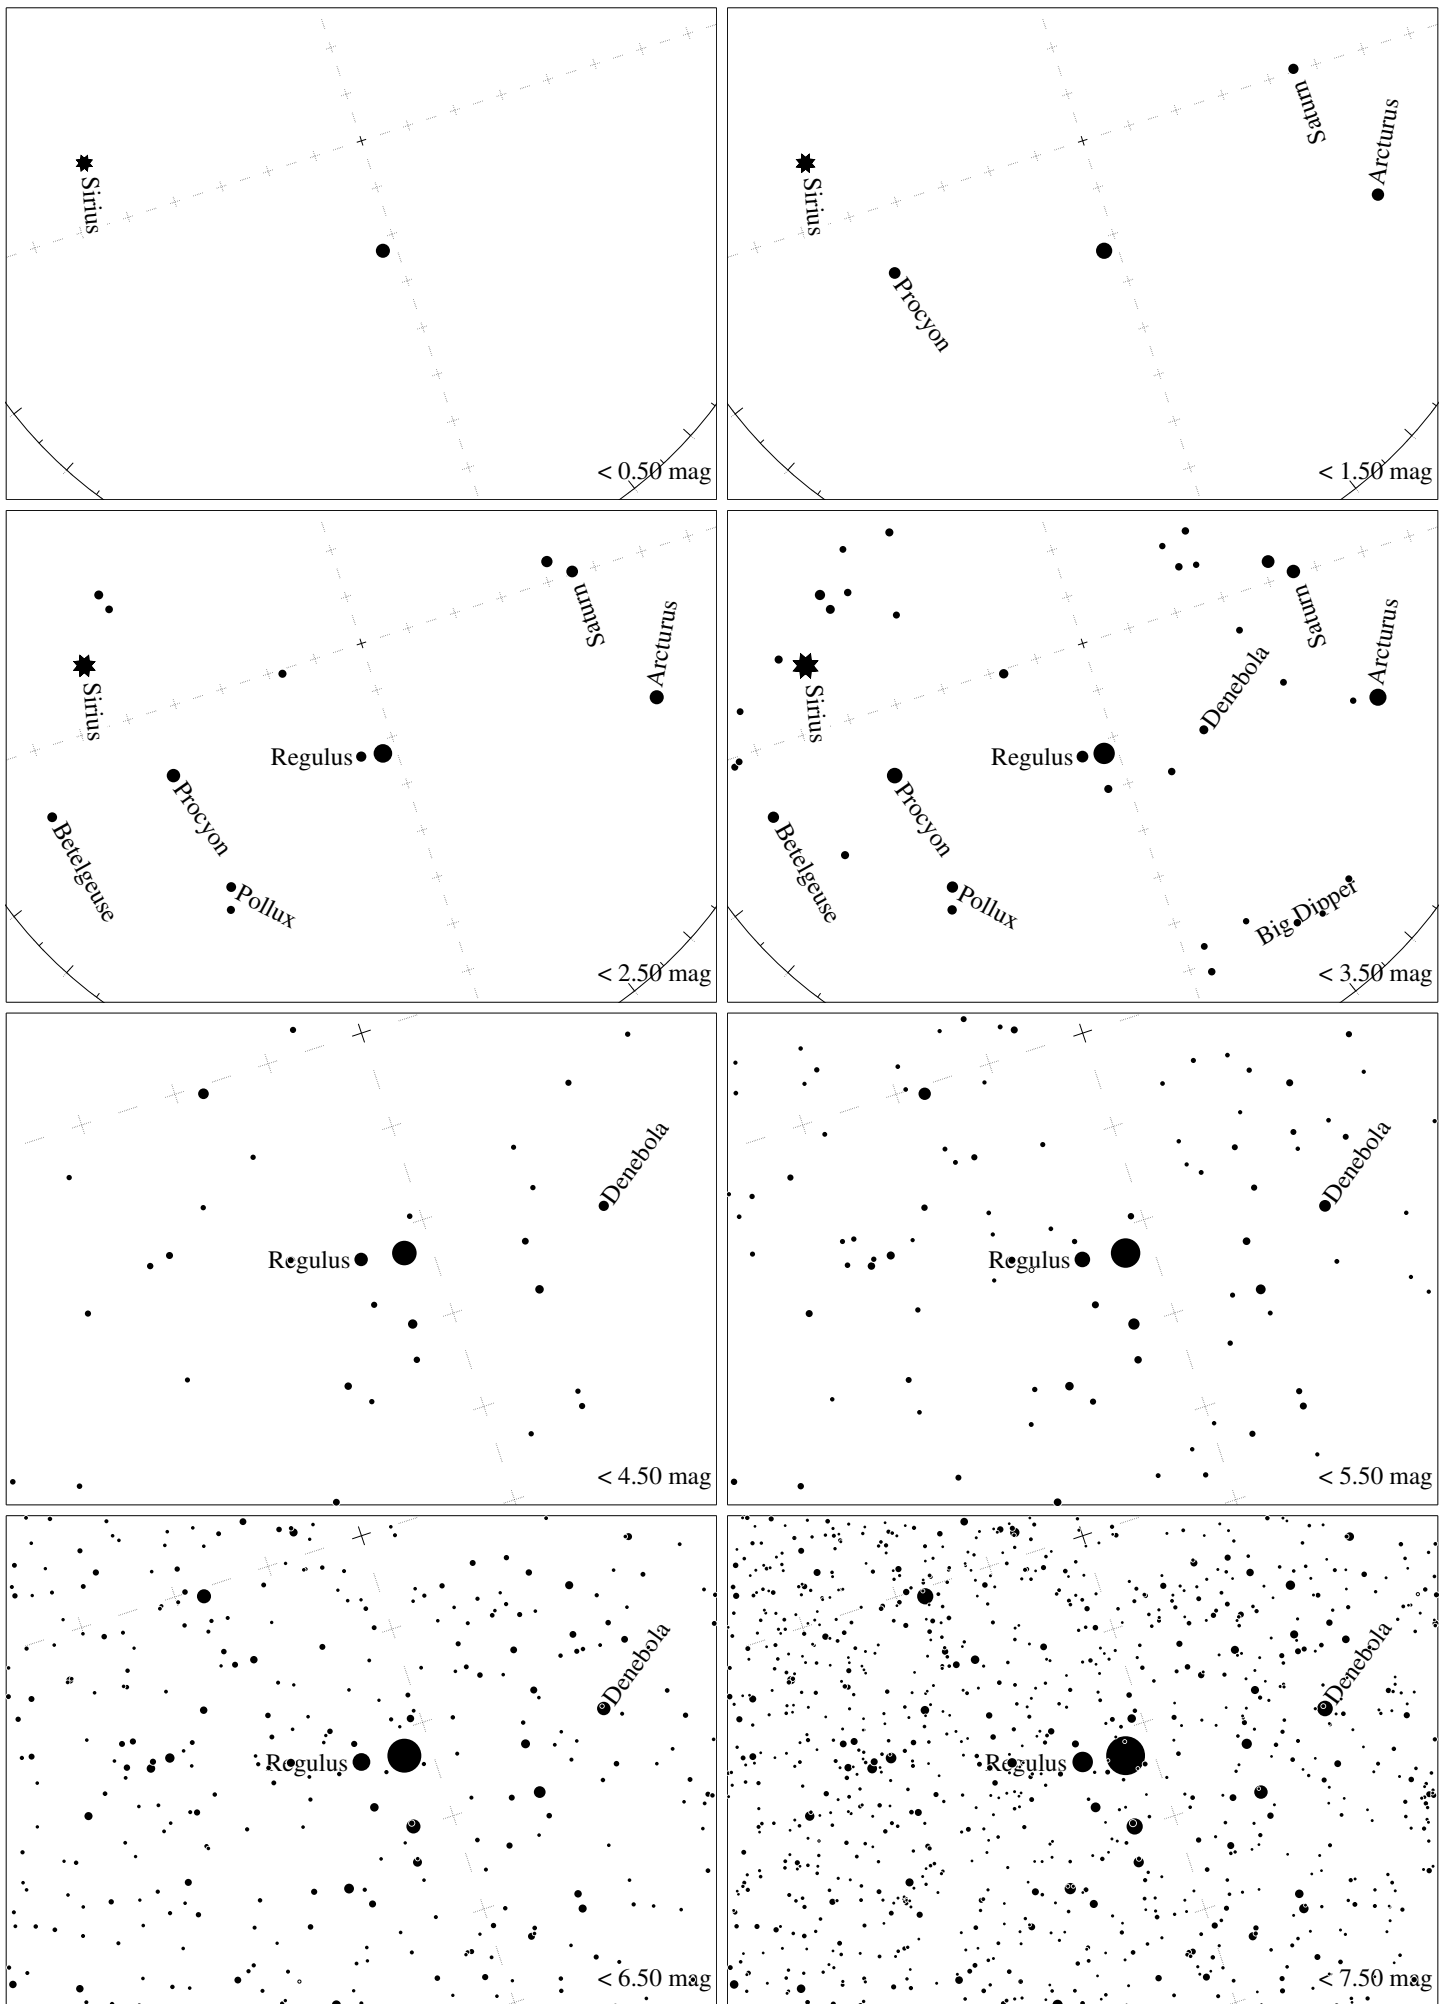 Sirius
< 0.50 mag
Saturn
Arcturus
Sirius
Procyon
< 1.50 mag
Saturn
Arcturus
Sirius
Regulus
Procyon
Betelgeuse
Pollux
< 2.50 mag
Saturn
Arcturus
Denebola
Sirius
Regulus
Procyon
Betelgeuse
Pollux
Big Dipper
< 3.50 mag
Denebola
Regulus
< 4.50 mag
Denebola
Regulus
< 5.50 mag
Denebola
Regulus
< 6.50 mag
Denebola
Regulus
< 7.50 mag